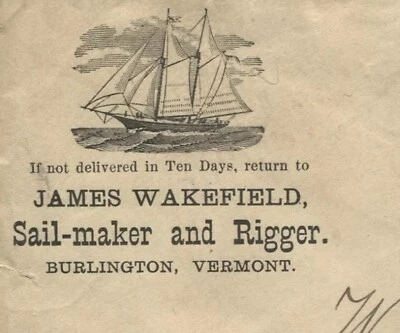 If not delivered in Ten Days, return to
JAMES WAKEFIELD,
Sail-maker and Rigger.
BURLINGTON, VERMONT.
W